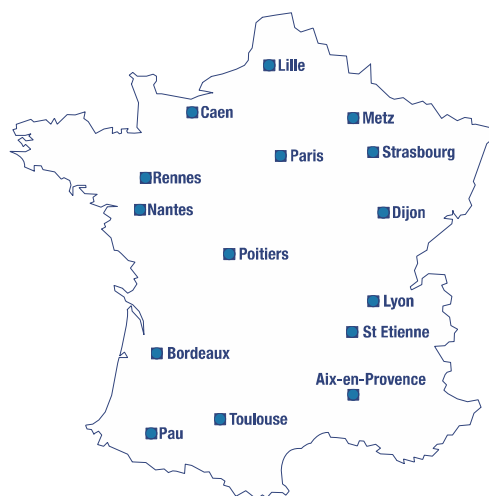 Lille
Caen
Metz
Paris
Strasbourg
Rennes
Nantes
Dijon
Poitiers
Lyon
St Etienne
Bordeaux
Aix-en-Provence
Toulouse
Pau